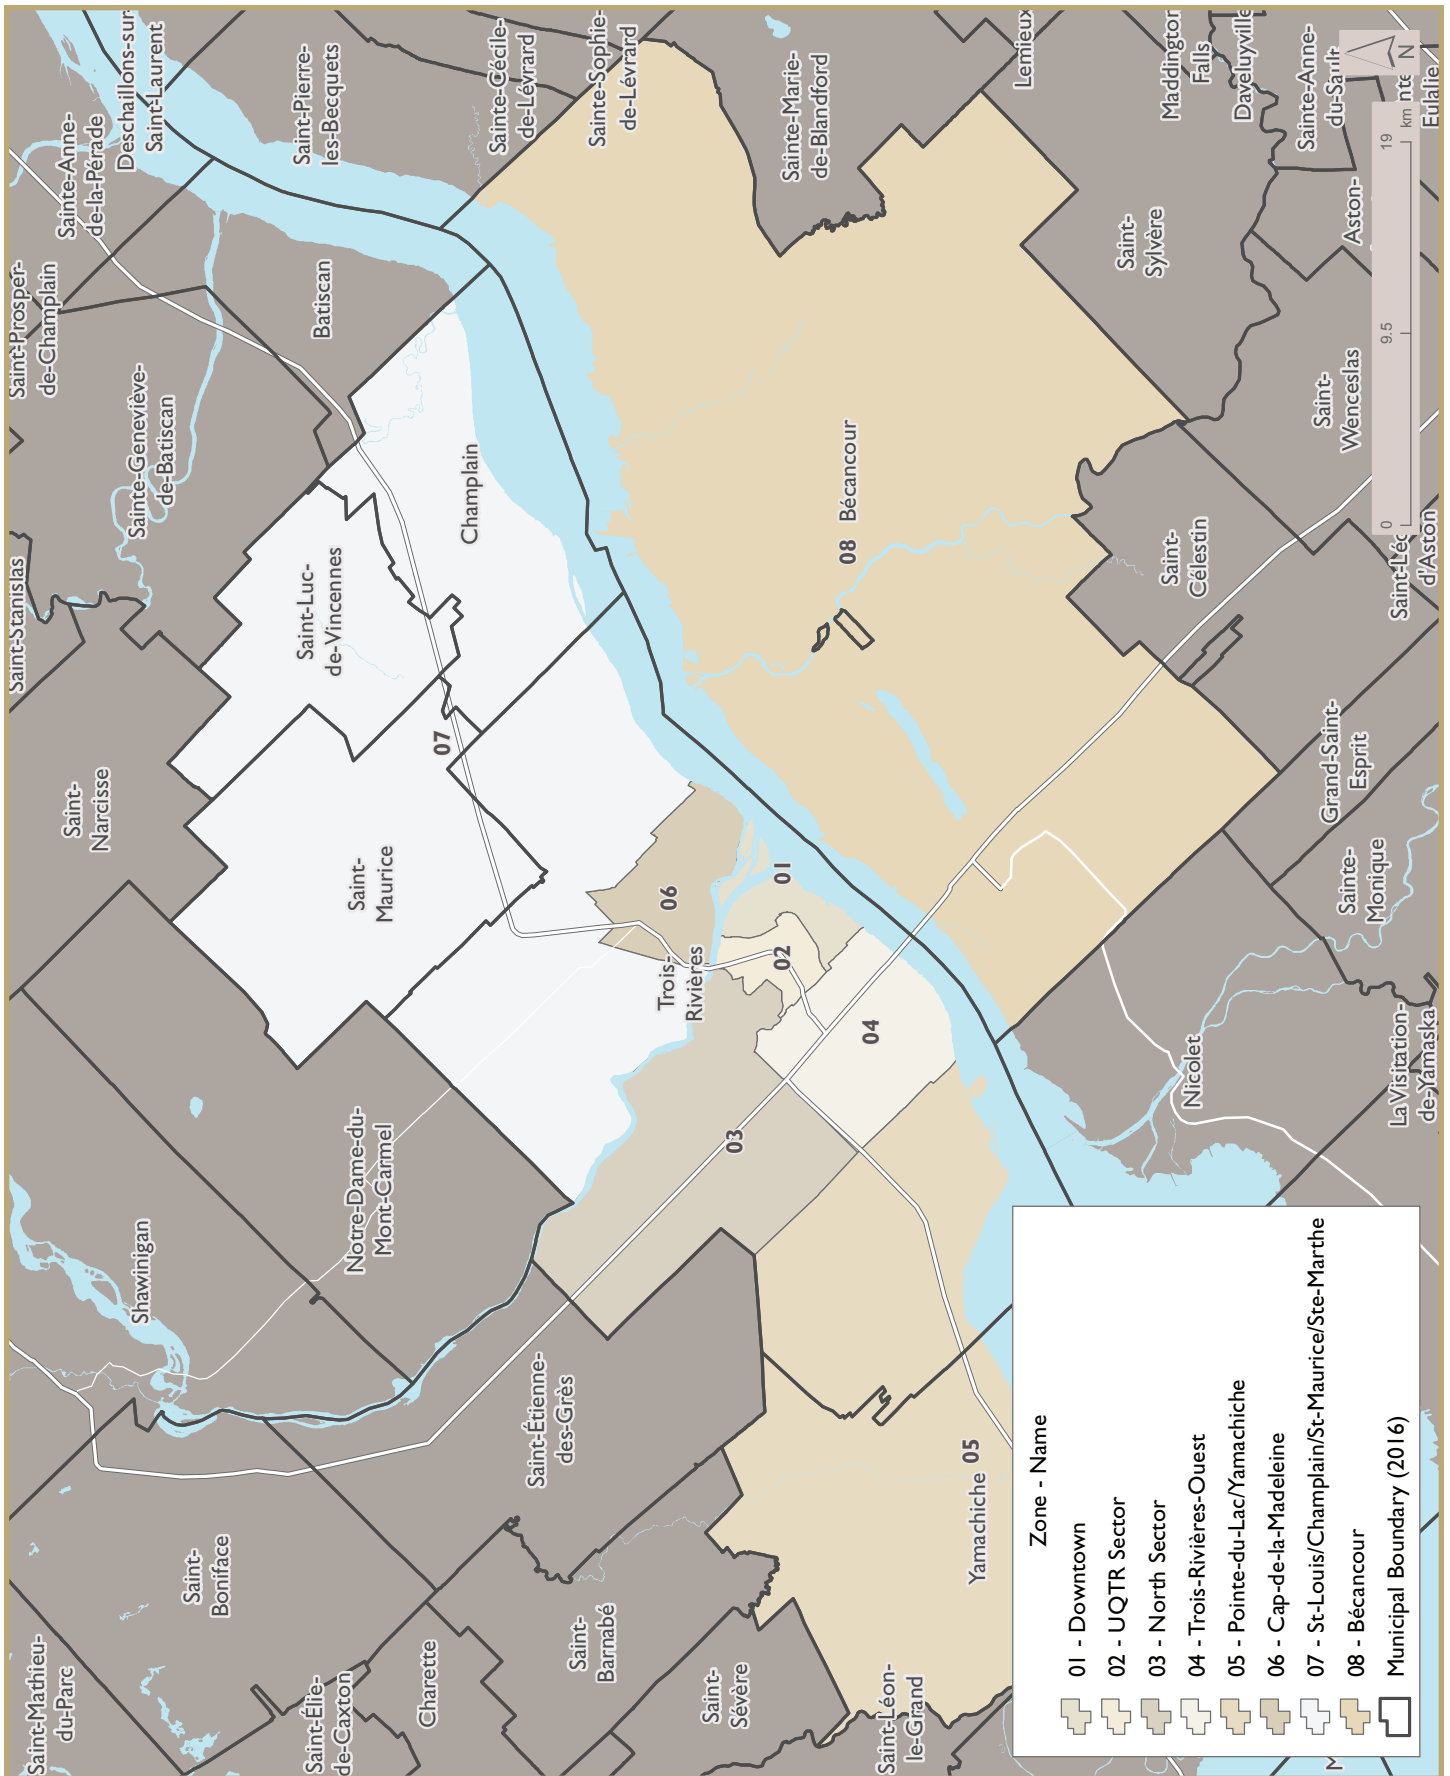 Saint-Mathieu-
du-Parc
Saint-Élie-
de-Caxton
Charette
Saint-
Boniface
Saint-
Barnabé
Saint-
Sévère
Saint-Léon-
le-Grand
Shawinigan
Notre-Dame-du-
Mont-Carmel
Saint-Étienne-
des-Grès
Yamachiche 05
Saint-
Narcisse
Saint-
Maurice
Trois-
Rivières
03
04
02
01
06
07
Saint-Stanislas
Saint-Luc-
de-Vincennes
Champlain
Sainte-Geneviève-
de-Batiscan
Saint-Prosper-
de-Champlain
Batiscan
Sainte-Anne-
de-la-Pérade
Deschaillons-sur-
Saint-Laurent
Saint-Pierre-
les-Becquets
Sainte-Cécile-
de-Lévrard
Sainte-Sophie-
de-Lévrard
Sainte-Marie-
de-Blandford
Lemieux
Maddington
Falls
Daveluyville
Sainte-Anne-
du-Sault
Eulalie
Aston-
Saint-
Sylvère
Saint-
Wenceslas
08 Bécancour
Saint-
Célestin
d'Aston
Grand-Saint-
Esprit
Sainte-
Monique
Nicolet
La Visitation-
de-Yamaska
N
0 9.5 19
km
Zone - Name
01 - Downtown
02 - UQTR Sector
03 - North Sector
04 - Trois-Rivières-Ouest
05 - Pointe-du-Lac/Yamachiche
06 - Cap-de-la-Madeleine
07 - St-Louis/Champlain/St-Maurice/Ste-Marthe
08 - Bécancour
Municipal Boundary (2016)